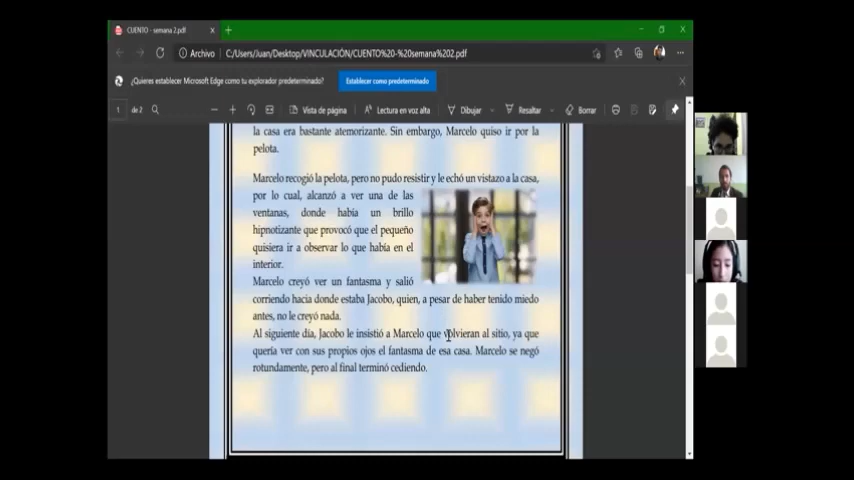 CUENTO - semana 2.pdf
Archivo C:/Users/Juan/Desktop/VINCULACIÓN/CUENTO%20-%20semana%202.pdf
¿Quieres establecer Microsoft Edge como tu explorador predeterminado? Establecer como predeterminado
1 de 2 Vista de página Lectura en voz alta Dibujar Resaltar Borrar
la casa era bastante atemorizante. Sin embargo, Marcelo quiso ir por la
pelota.
Marcelo recogió la pelota, pero no pudo resistir y le echó un vistazo a la casa,
por lo cual, alcanzó a ver una de las
ventanas, donde había un brillo
hipnotizante que provocó que el pequeño
quisiera ir a observar lo que había en el
interior.
Marcelo creyó ver un fantasma y salió
corriendo hacia donde estaba Jacobo, quien, a pesar de haber tenido miedo
antes, no le creyó nada.
Al siguiente día, Jacobo le insistió a Marcelo que volvieran al sitio, ya que
quería ver con sus propios ojos el fantasma de esa casa. Marcelo se negó
rotundamente, pero al final terminó cediendo.